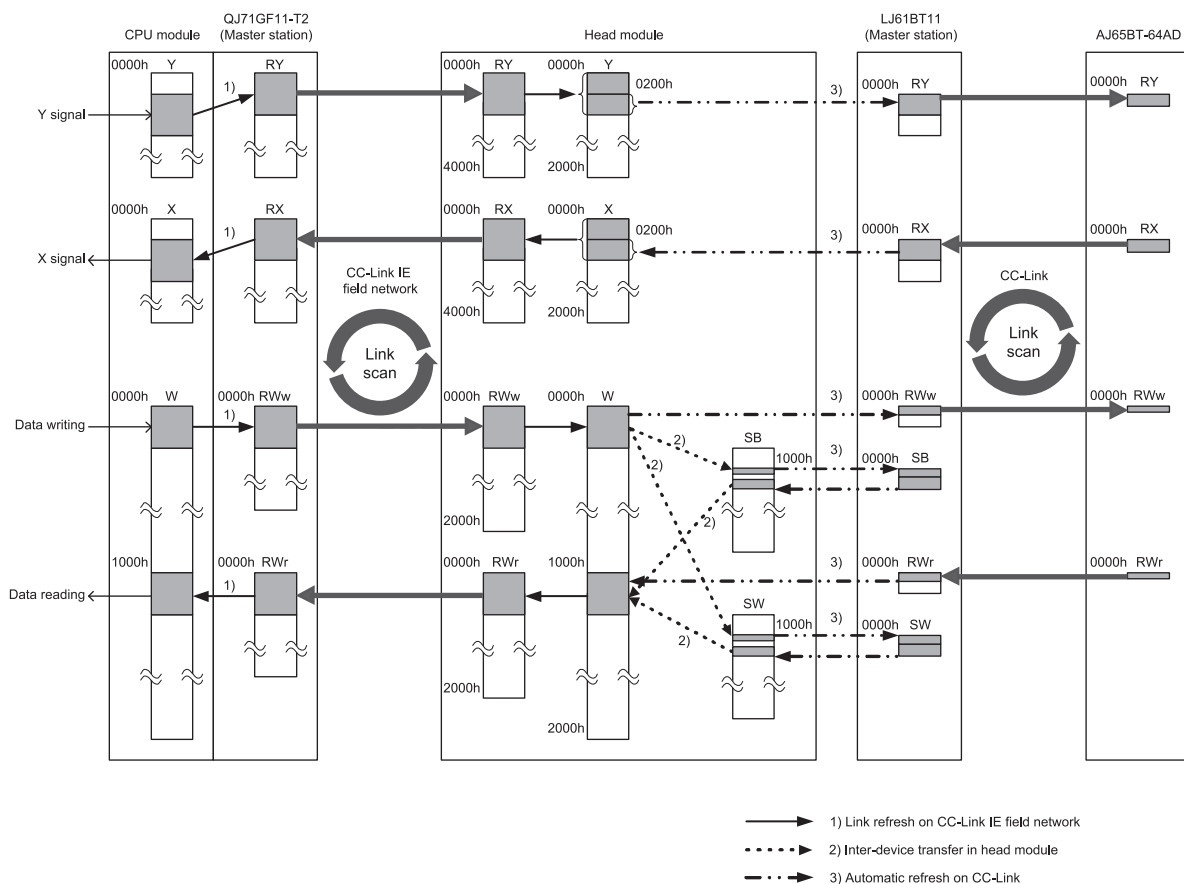 CPU module
QJ71GF11-T2
(Master station)
Head module
LJ61BT11
(Master station)
AJ65BT-64AD
0000h Y
0000h RY
0000h RY
0000h Y
0000h RY
0000h RY
1)
0200h
3)
Y signal
4000h
2000h
0000h X
0000h RX
0000h RX
0000h X
0000h RX
0000h RX
1)
0200h
3)
X signal
CC-Link IE
field network
4000h
2000h
CC-Link
Link
scan
Link
scan
0000h W
0000h RWw
0000h RWw
W
3)
0000h RWw
0000h RWw
Data writing
1)
2)
SB
1000h
3)
0000h SB
2)
2)
2000h
1000h
0000h RWr
0000h RWr
1000h
3)
0000h RWr
0000h RWr
Data reading
1)
SW
1000h
3)
0000h SW
2)
2000h
2000h
1) Link refresh on CC-Link IE field network
2) Inter-device transfer in head module
3) Automatic refresh on CC-Link